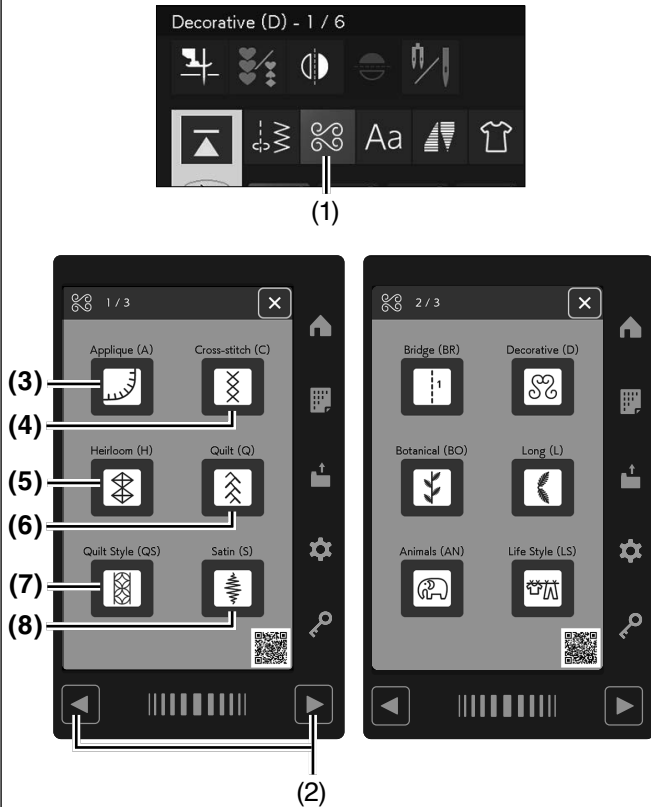 Decorative (D) - 1 / 6
Aa
(1)
1 / 3
Applique (A) Cross-stitch (C)
(3)
(4)
Heirloom (H) Quilt (Q)
(5)
(6)
Quilt Style (QS) Satin (S)
(7)
(8)
2 / 3
Bridge (BR) Decorative (D)
1
Botanical (BO) Long (L)
Animals (AN) Life Style (LS)
(2)